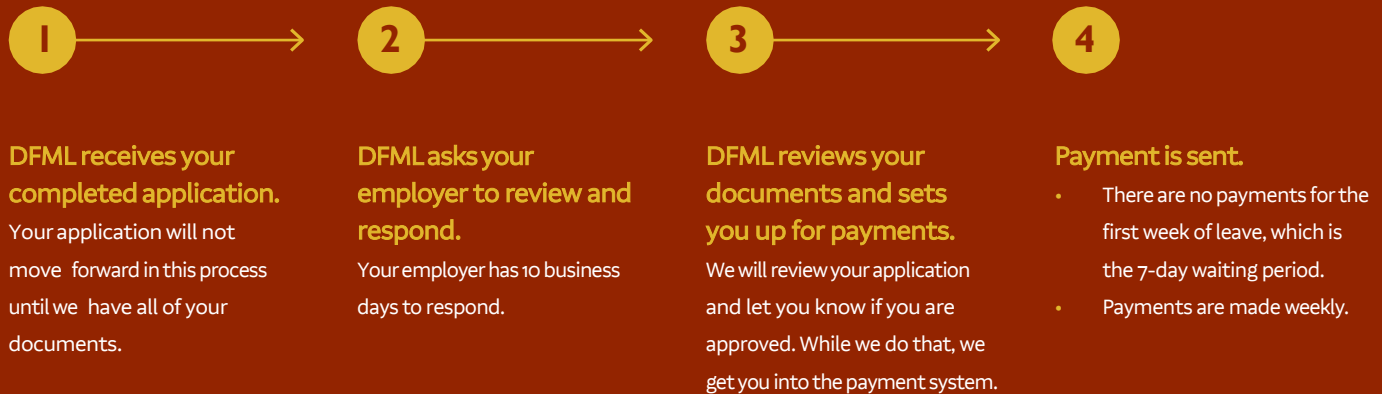 1
2
3
4
DFML receives your
completed application.
Your application will not
move forward in this process
until we have all of your
documents.
DFML asks your
employer to review and
respond.
Your employer has 10 business
days to respond.
DFML reviews your
documents and sets
you up for payments.
We will review your application
and let you know if you are
approved. While we do that, we
get you into the payment system.
Payment is sent.
• There are no payments for the
first week of leave, which is
the 7-day waiting period.
• Payments are made weekly.